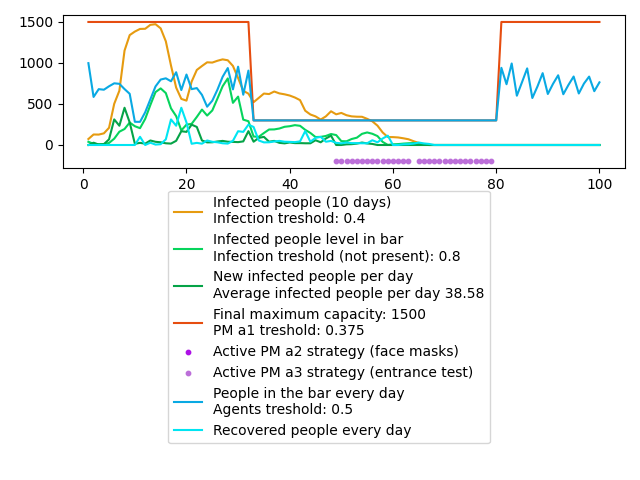 1500
1000
500
0
0 20 40 60 80 100
Infected people (10 days)
Infection treshold: 0.4
Infected people level in bar
Infection treshold (not present): 0.8
New infected people per day
Average infected people per day 38.58
Final maximum capacity: 1500
PM a1 treshold: 0.375
Active PM a2 strategy (face masks)
Active PM a3 strategy (entrance test)
People in the bar every day
Agents treshold: 0.5
Recovered people every day